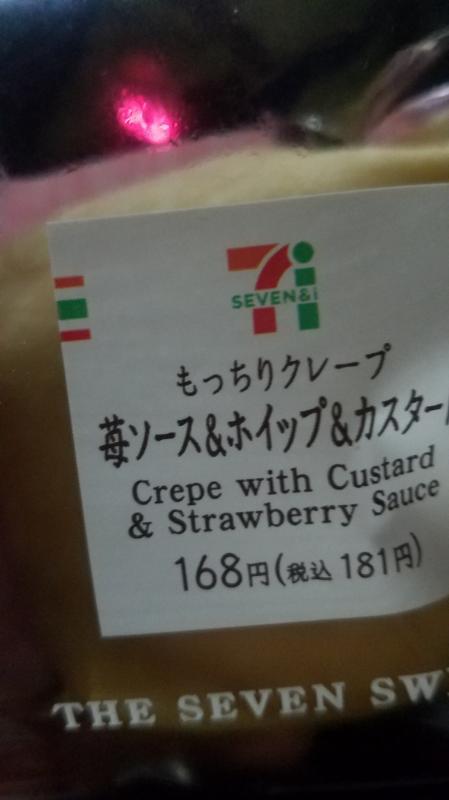 SEVEN&i
もっちりクレープ
苺ソース&ホイップ&カスター
Crepe with Custard
& Strawberry Sauce
168円(税込 181円)
THE SEVEN SW